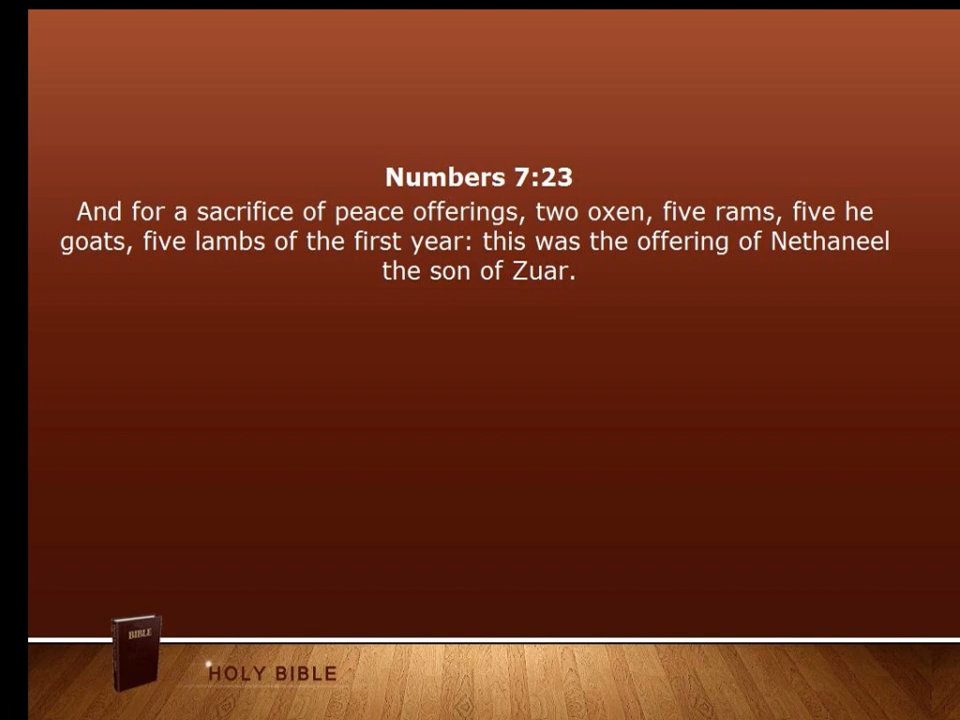 Numbers 7:23
And for a sacrifice of peace offerings, two oxen, five rams, five he
goats, five lambs of the first year: this was the offering of Nethaneel
the son of Zuar.
BIBLE
HOLY BIBLE